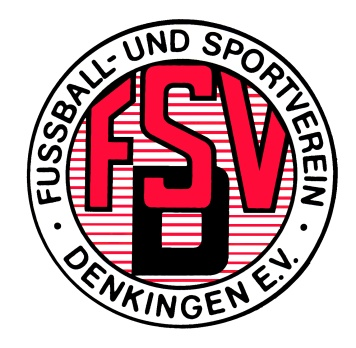 FUSSBALL- UND SPORTVEREIN
FSV
D
· DENKINGEN E.V. ·